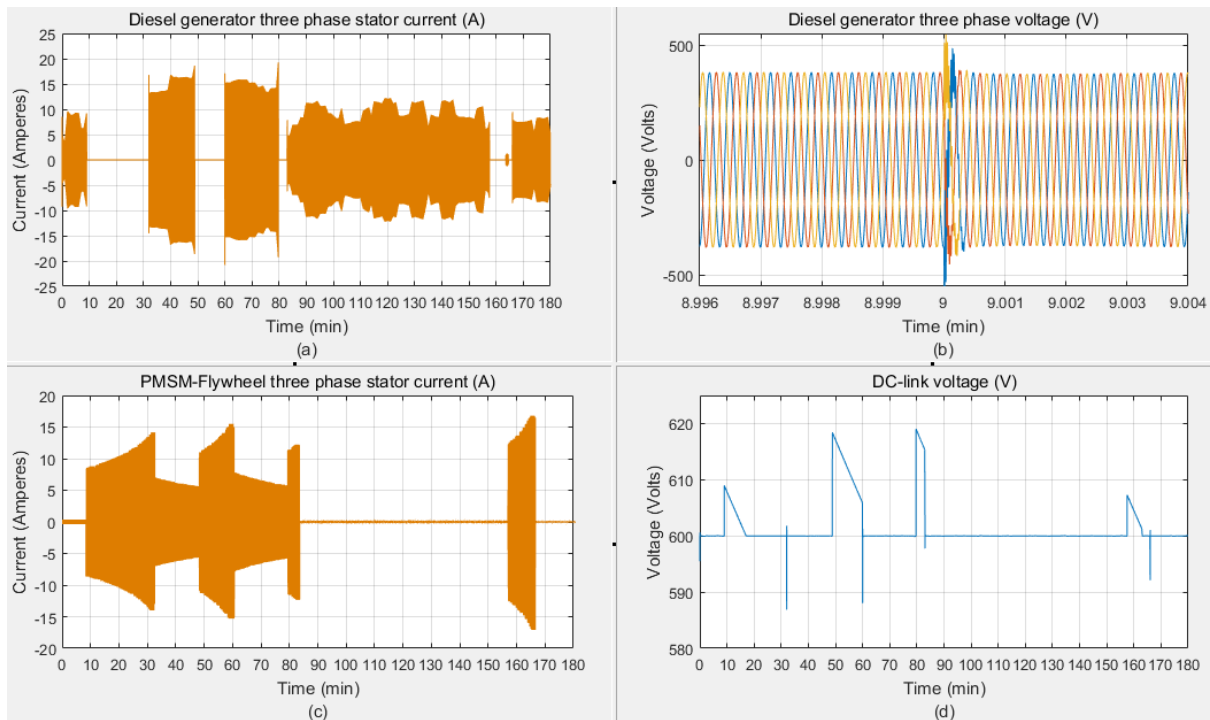 Diesel generator three phase stator current (A)
Current (Amperes)
25
20
15
10
5
0
-5
-10
-15
-20
-25
0 10 20 30 40 50 60 70 80 90 100 110 120 130 140 150 160 170 180
Time (min)
(a)
Diesel generator three phase voltage (V)
Voltage (Volts)
500
0
-500
8.996 8.997 8.998 8.999 9 9.001 9.002 9.003 9.004
Time (min)
(b)
PMSM-Flywheel three phase stator current (A)
Current (Amperes)
20
15
10
5
0
-5
-10
-15
-20
0 10 20 30 40 50 60 70 80 90 100 110 120 130 140 150 160 170 180
Time (min)
(c)
DC-link voltage (V)
Voltage (Volts)
620
610
600
590
580
0 10 20 30 40 50 60 70 80 90 100 110 120 130 140 150 160 170 180
Time (min)
(d)